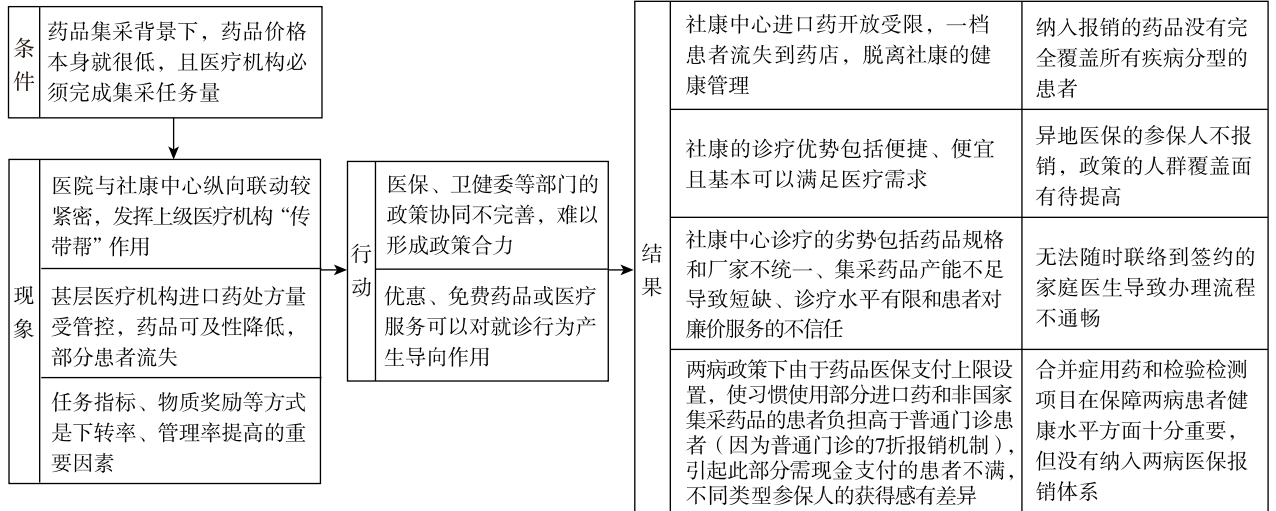 条件
药品集采背景下，药品价格
本身就很低，且医疗机构必
须完成集采任务量
现象
医院与社康中心纵向联动较
紧密，发挥上级医疗机构“传
带帮”作用
甚层医疗机构进口药处方量
受管控，药品可及性降低，
部分患者流失
任务指标、物质奖励等方式
是下转率、管理率提高的重
要因素
行动
医保、卫健委等部门的
政策协同不完善，难以
形成政策合力
优惠、免费药品或医疗
服务可以对就诊行为产
生导向作用
结果
社康中心进口药开放受限，一档
患者流失到药店，脱离社康的健
康管理
纳入报销的药品没有完
全覆盖所有疾病分型的
患者
社康的诊疗优势包括便捷、便宜
且基本可以满足医疗需求
异地医保的参保人不报
销，政策的人群覆盖面
有待提高
社康中心诊疗的劣势包括药品规格
和厂家不统一、集采药品产能不足
导致短缺、诊疗水平有限和患者对
廉价服务的不信任
无法随时联络到签约的
家庭医生导致办理流程
不通畅
两病政策下由于药品医保支付上限设
置，使习惯使用部分进口药和非国家
集采药品的患者负担高于普通门诊患
者（因为普通门诊的7折报销机制），
引起此部分需现金支付的患者不满，
不同类型参保人的获得感有差异
合并症用药和检验检测
项目在保障两病患者健
康水平方面十分重要，
但没有纳入两病医保报
销体系